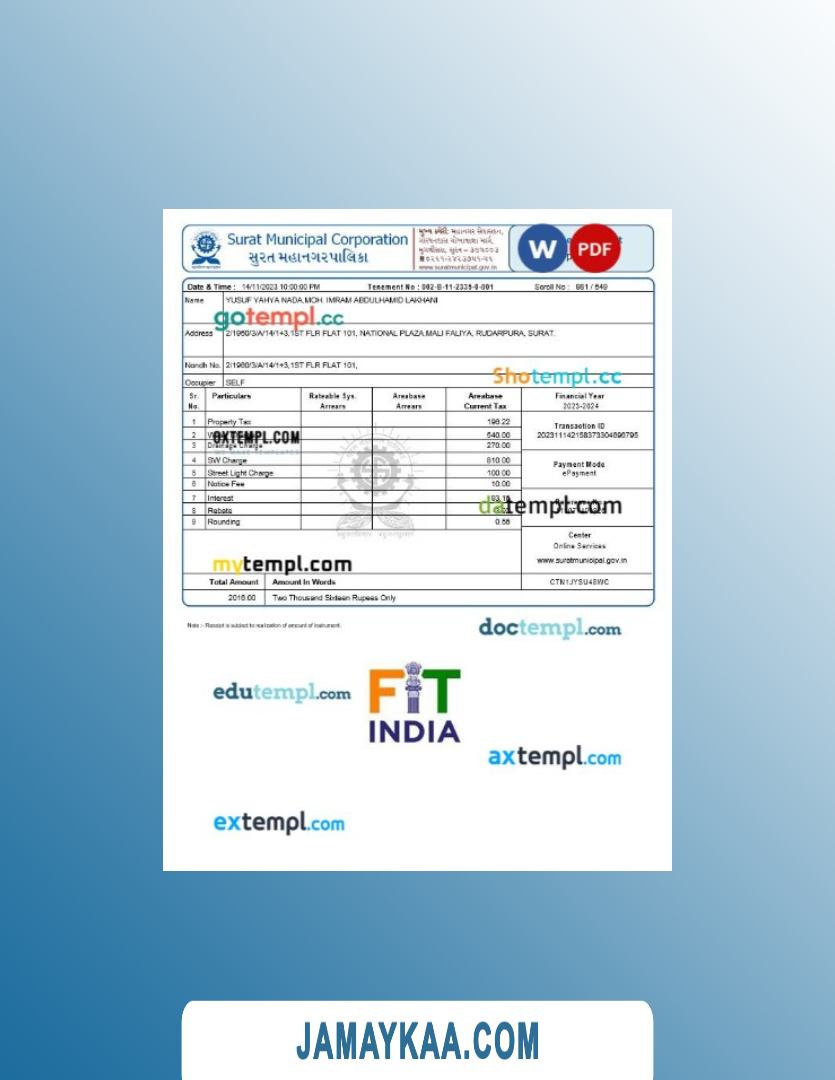 Surat Municipal Corporation
સુરત મહાનગરપાલિકા
મુખ્ય કચેરી: મહાનગર સેવાસદન,
www.suratmunicipal.gov.in
W
PDF
Date & Time : 14/11/2023 10:00:00 PM Tenement No : 002-B-11-2335-0-001 Scroll No : 881 / 649
Name YUSUF YAHYA NADA,MOH. IMRAM ABDULHAMID LAKHANI
gotempl.cc
Address 2/1960/3/A/14/1+3,1ST FLR FLAT 101, NATIONAL PLAZA,MALI FALIYA, RUDARPURA, SURAT.
Nondh No. 2/1960/3/A/14/1+3,1ST FLR FLAT 101,
Shotempl.cc
Occupier SELF
Sr. No. Particulars Rateable Sys. Arrears Areabase Arrears Areabase Current Tax Financial Year 2023-2024
1 Property Tax 196.22
Transaction ID
202311142158373304696795
2 540.00
OXTEMPL.COM
3 Drainage Charge 270.00
4 SW Charge 810.00
Payment Mode
ePayment
5 Street Light Charge 100.00
6 Notice Fee 10.00
7 Interest
datempl.com
8 Rebate
9 Rounding 0.56
Center
Online Services
www.suratmunicipal.gov.in
mytempl.com
Total Amount Amount In Words CTN1JYSU48WC
2016.00 Two Thousand Sixteen Rupees Only
Note :- Receipt is subject to realization of amount of instrument.
doctempl.com
edutempl.com
FIT
INDIA
axtempl.com
extempl.com
JAMAYKAA.COM